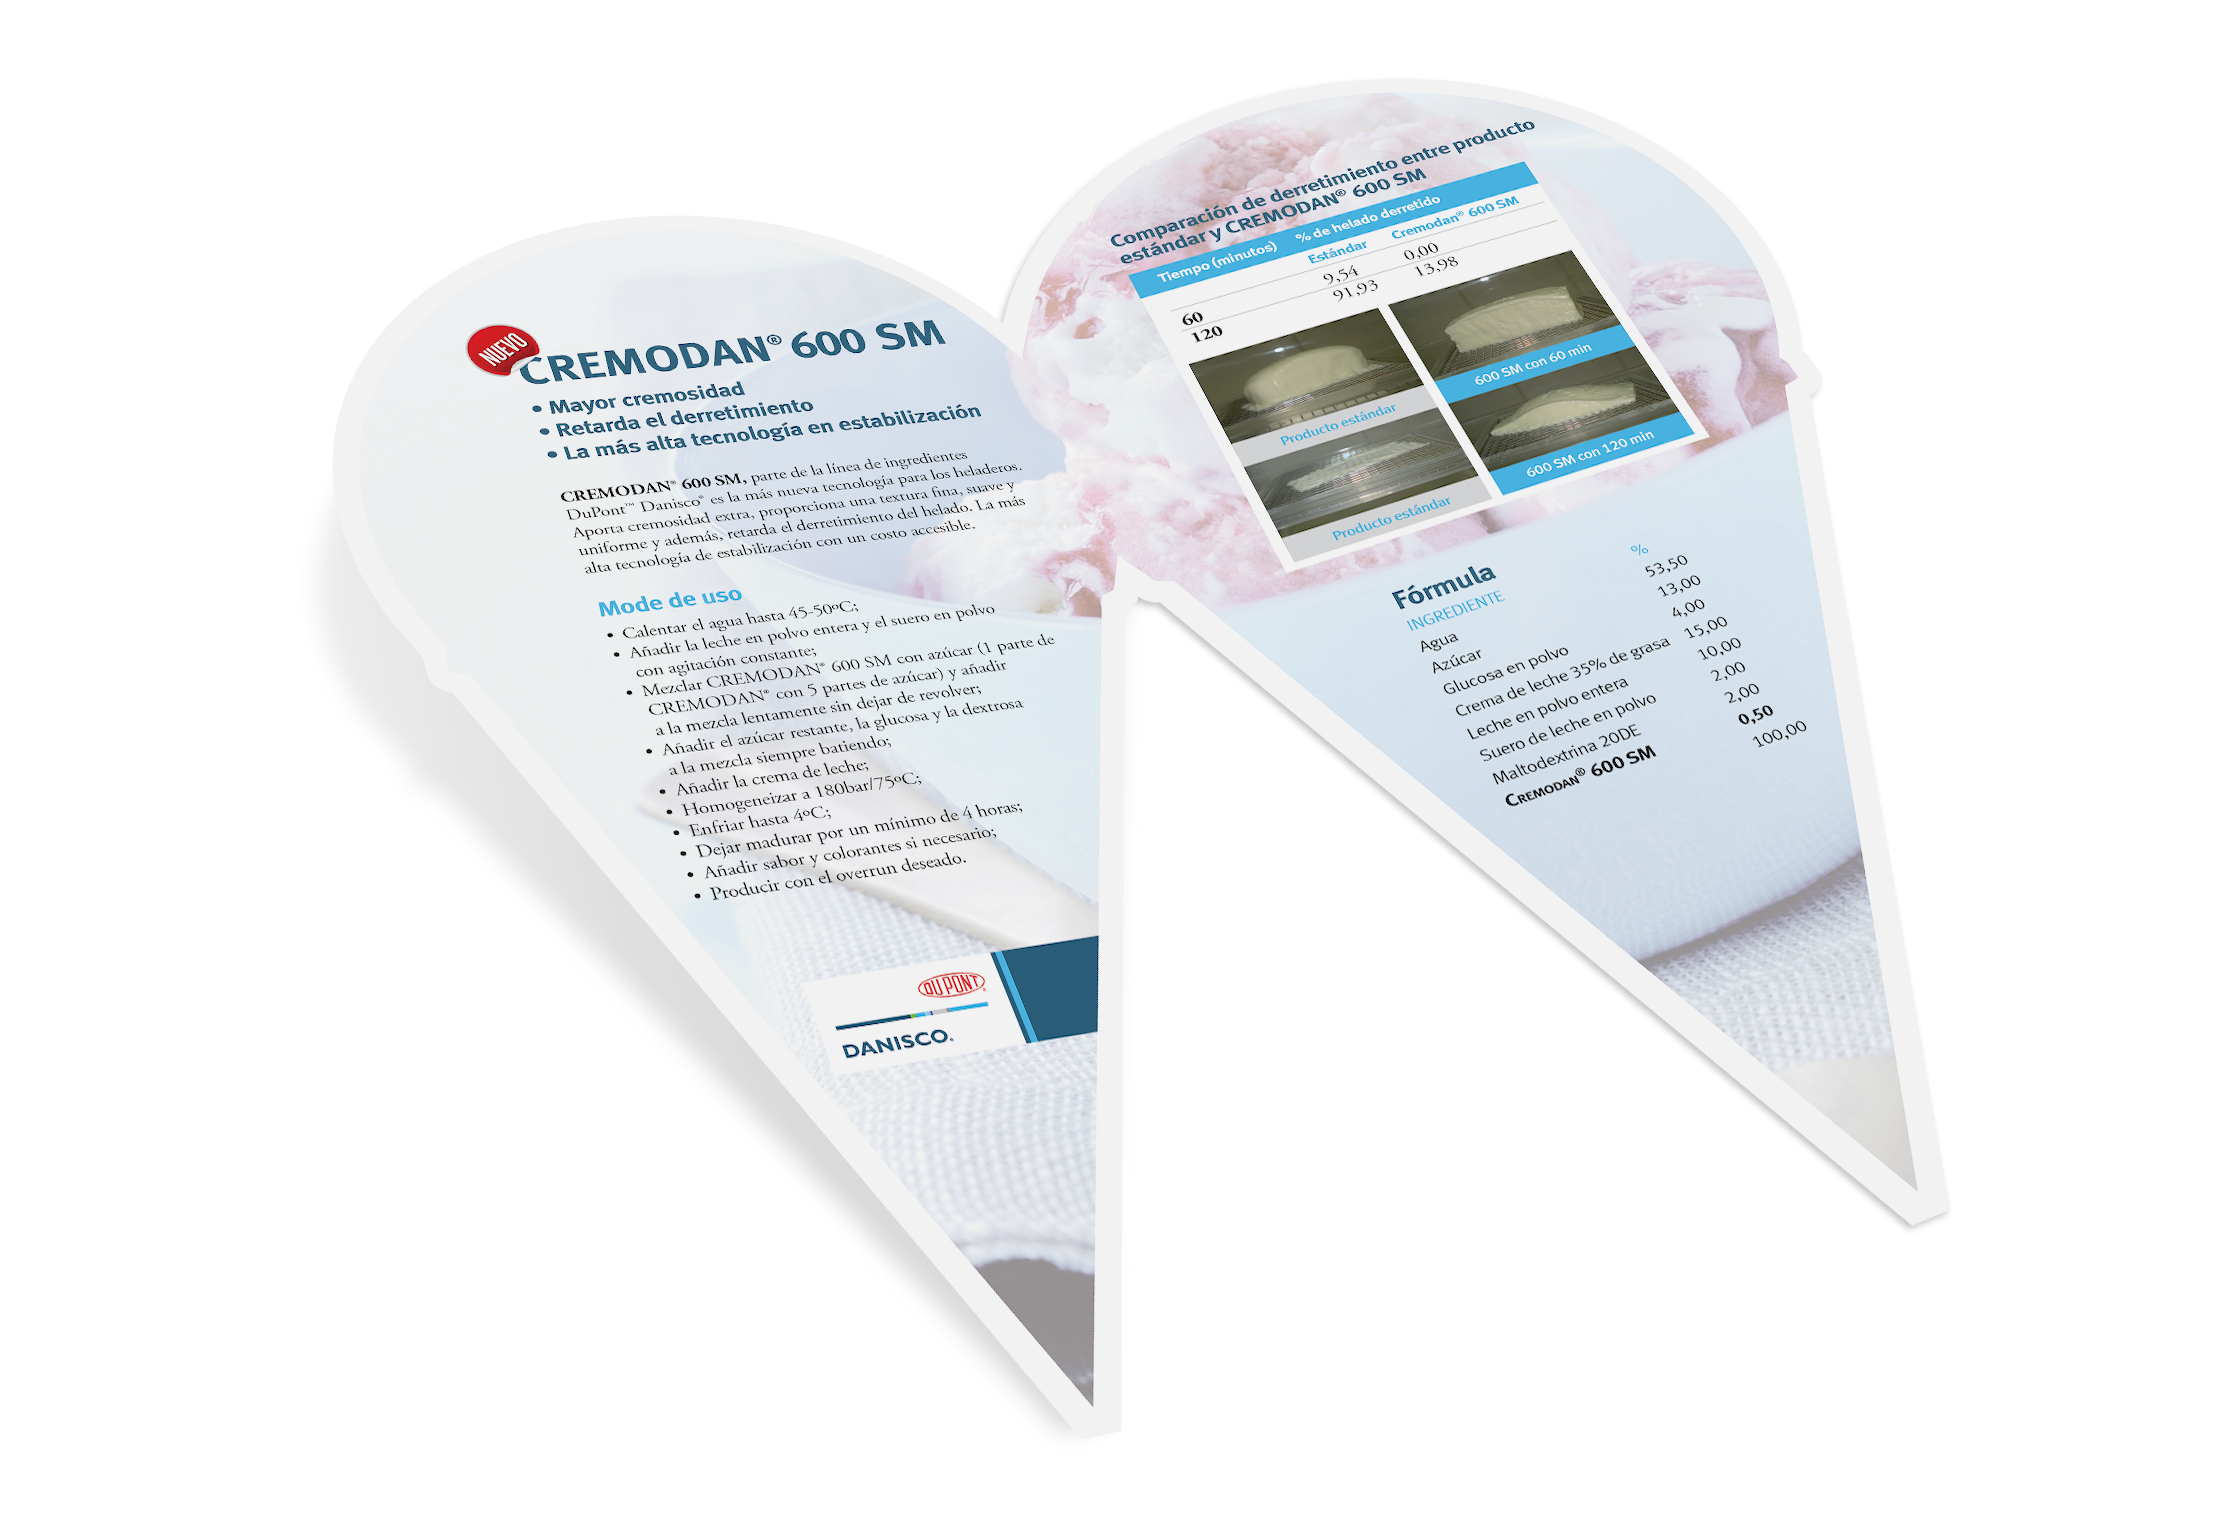 NUEVO
CREMODAN® 600 SM
• Mayor cremosidad
• Retarda el derretimiento
• La más alta tecnología en estabilización
CREMODAN® 600 SM, parte de la línea de ingredientes
DuPont™ Danisco® es la más nueva tecnología para los heladeros.
Aporta cremosidad extra, proporciona una textura fina, suave y
uniforme y además, retarda el derretimiento del helado. La más
alta tecnología de estabilización con un costo accesible.
Mode de uso
• Calentar el agua hasta 45-50ºC;
• Añadir la leche en polvo entera y el suero en polvo
con agitación constante;
• Mezclar CREMODAN® 600 SM con azúcar (1 parte de
CREMODAN® con 5 partes de azúcar) y añadir
a la mezcla lentamente sin dejar de revolver;
• Añadir el azúcar restante, la glucosa y la dextrosa
a la mezcla siempre batiendo;
• Añadir la crema de leche;
• Homogeneizar a 180bar/75ºC;
• Enfriar hasta 4ºC;
• Dejar madurar por un mínimo de 4 horas;
• Añadir sabor y colorantes si necesario;
• Producir con el overrun deseado.
DU PONT®
DANISCO®
Comparación de derretimiento entre producto
estándar y CREMODAN® 600 SM
Tiempo (minutos) % de helado derretido
Estándar Cremodan® 600 SM
60 9,54 0,00
120 91,93 13,98
Producto estándar
600 SM con 60 min
Producto estándar
600 SM con 120 min
Fórmula
INGREDIENTE %
Agua 53,50
Azúcar 13,00
Glucosa en polvo 4,00
Crema de leche 35% de grasa 15,00
Leche en polvo entera 10,00
Suero de leche en polvo 2,00
Maltodextrina 20DE 2,00
CREMODAN® 600 SM 0,50
100,00